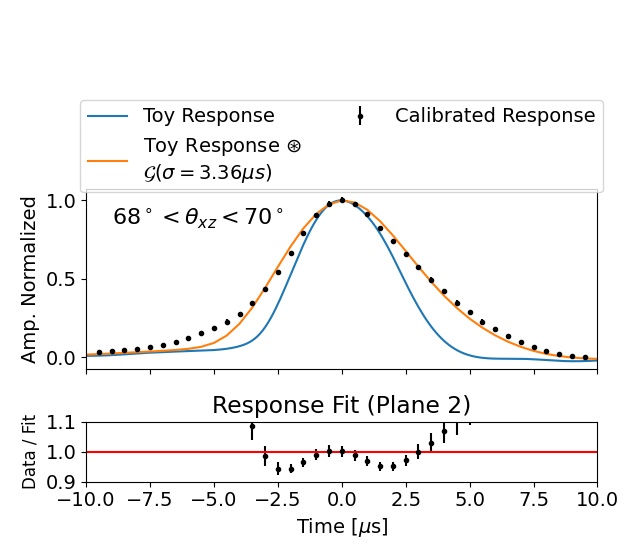 Toy Response
Calibrated Response
Toy Response ⊛
𝒢(σ = 3.36μs)
68° < θxz < 70°
Amp. Normalized
1.0
0.5
0.0
Response Fit (Plane 2)
Data / Fit
1.1
1.0
0.9
−10.0 −7.5 −5.0 −2.5 0.0 2.5 5.0 7.5 10.0
Time [μs]